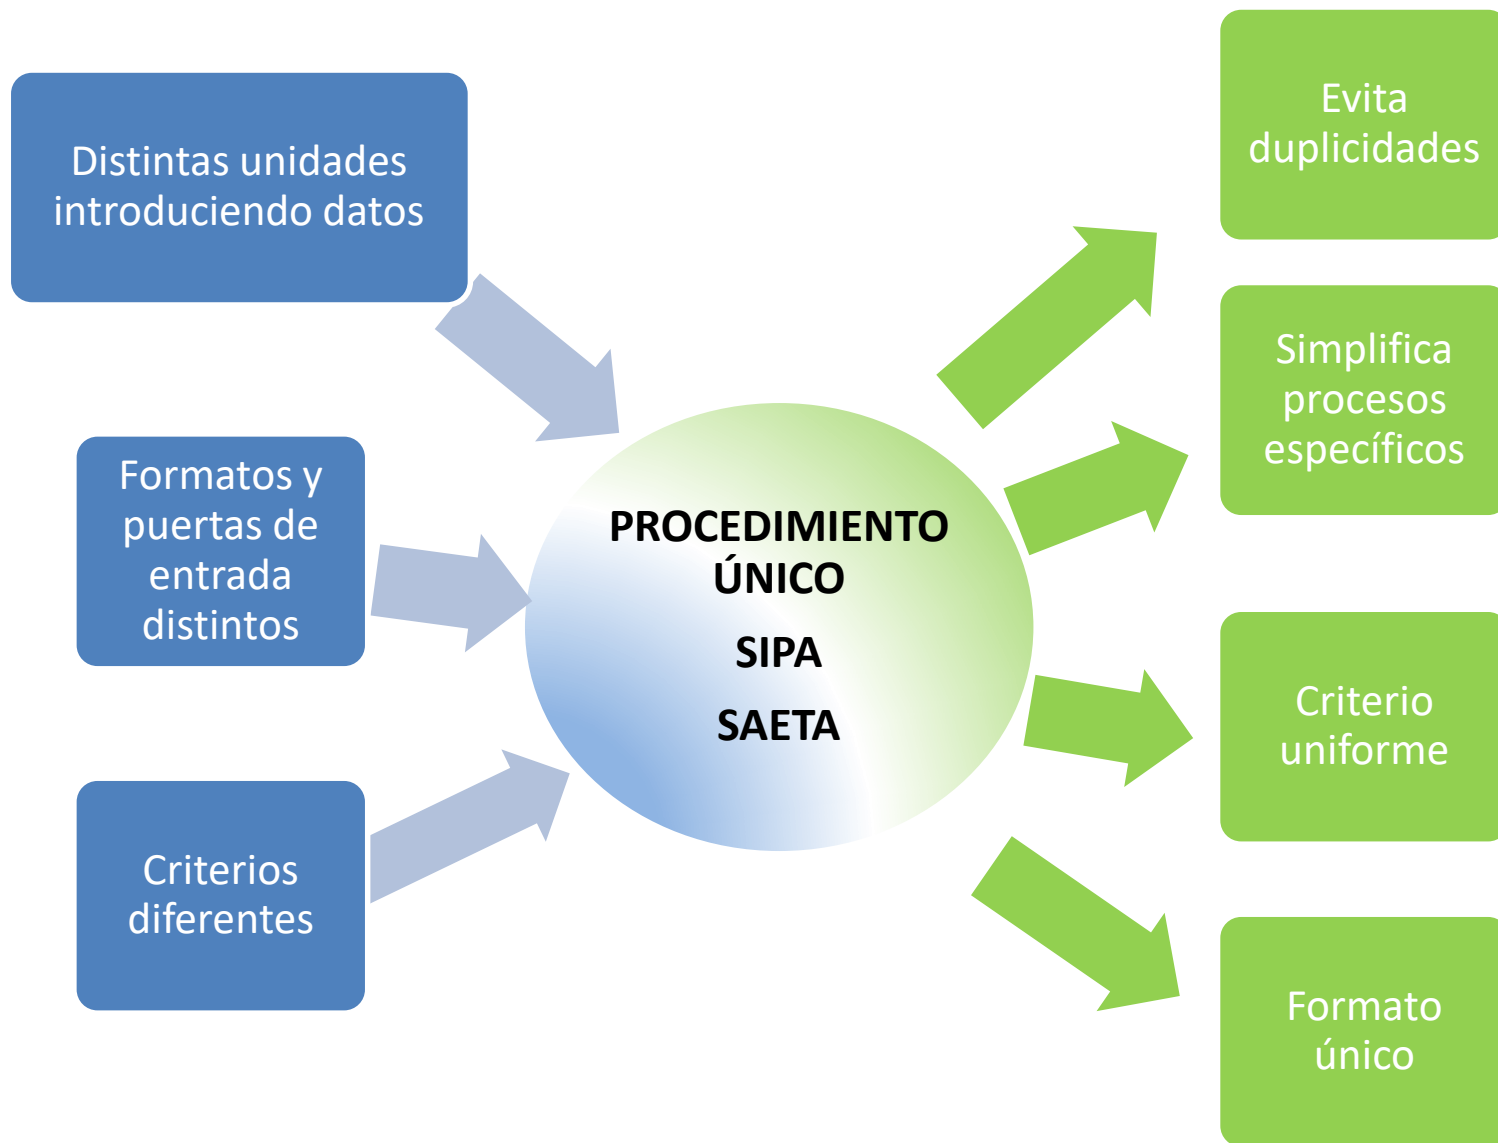 Distintas unidades
introduciendo datos
Formatos y
puertas de
entrada
distintos
Criterios
diferentes
PROCEDIMIENTO
ÚNICO
SIPA
SAETA
Evita
duplicidades
Simplifica
procesos
específicos
Criterio
uniforme
Formato
único